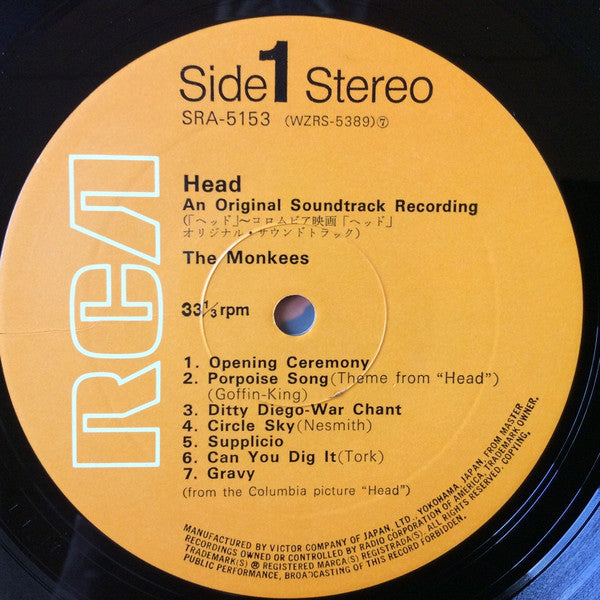 Side 1 Stereo
SRA-5153 (WZRS-5389)⑦
RCA
Head
An Original Soundtrack Recording
(「ヘッド」~コロムビア映画「ヘッド」
オリジナル・サウンドトラック)
The Monkees
33⅓ rpm
1. Opening Ceremony
2. Porpoise Song (Theme from "Head")
(Goffin-King)
3. Ditty Diego-War Chant
4. Circle Sky (Nesmith)
5. Supplicio
6. Can You Dig It (Tork)
7. Gravy
(from the Columbia picture "Head")
MANUFACTURED BY VICTOR COMPANY OF JAPAN, LTD., YOKOHAMA, JAPAN, FROM MASTER
RECORDINGS OWNED OR CONTROLLED BY RADIO CORPORATION OF AMERICA, TRADEMARK OWNER.
TRADEMARK(S) ® REGISTERED MARCA(S) REGISTRADA(S). ALL RIGHTS RESERVED. COPYING,
PUBLIC PERFORMANCE, BROADCASTING OF THIS RECORD FORBIDDEN.